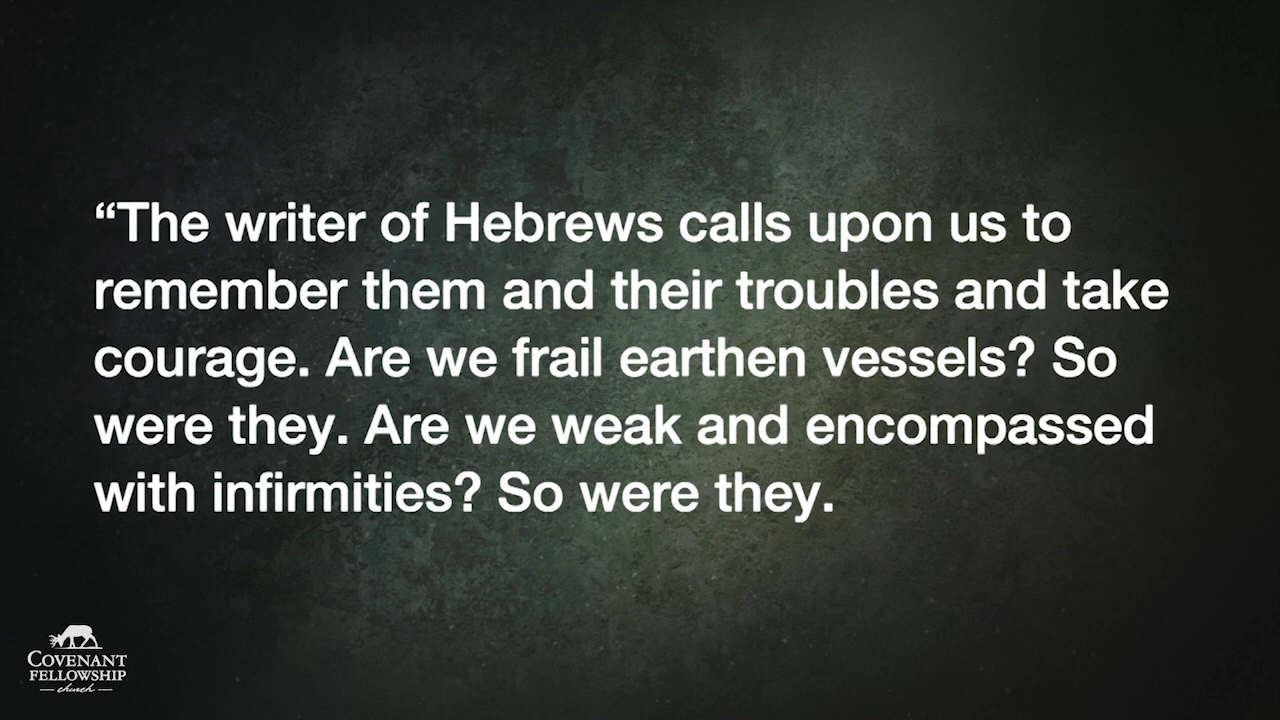 “The writer of Hebrews calls upon us to
remember them and their troubles and take
courage. Are we frail earthen vessels? So
were they. Are we weak and encompassed
with infirmities? So were they.
COVENANT
FELLOWSHIP
church